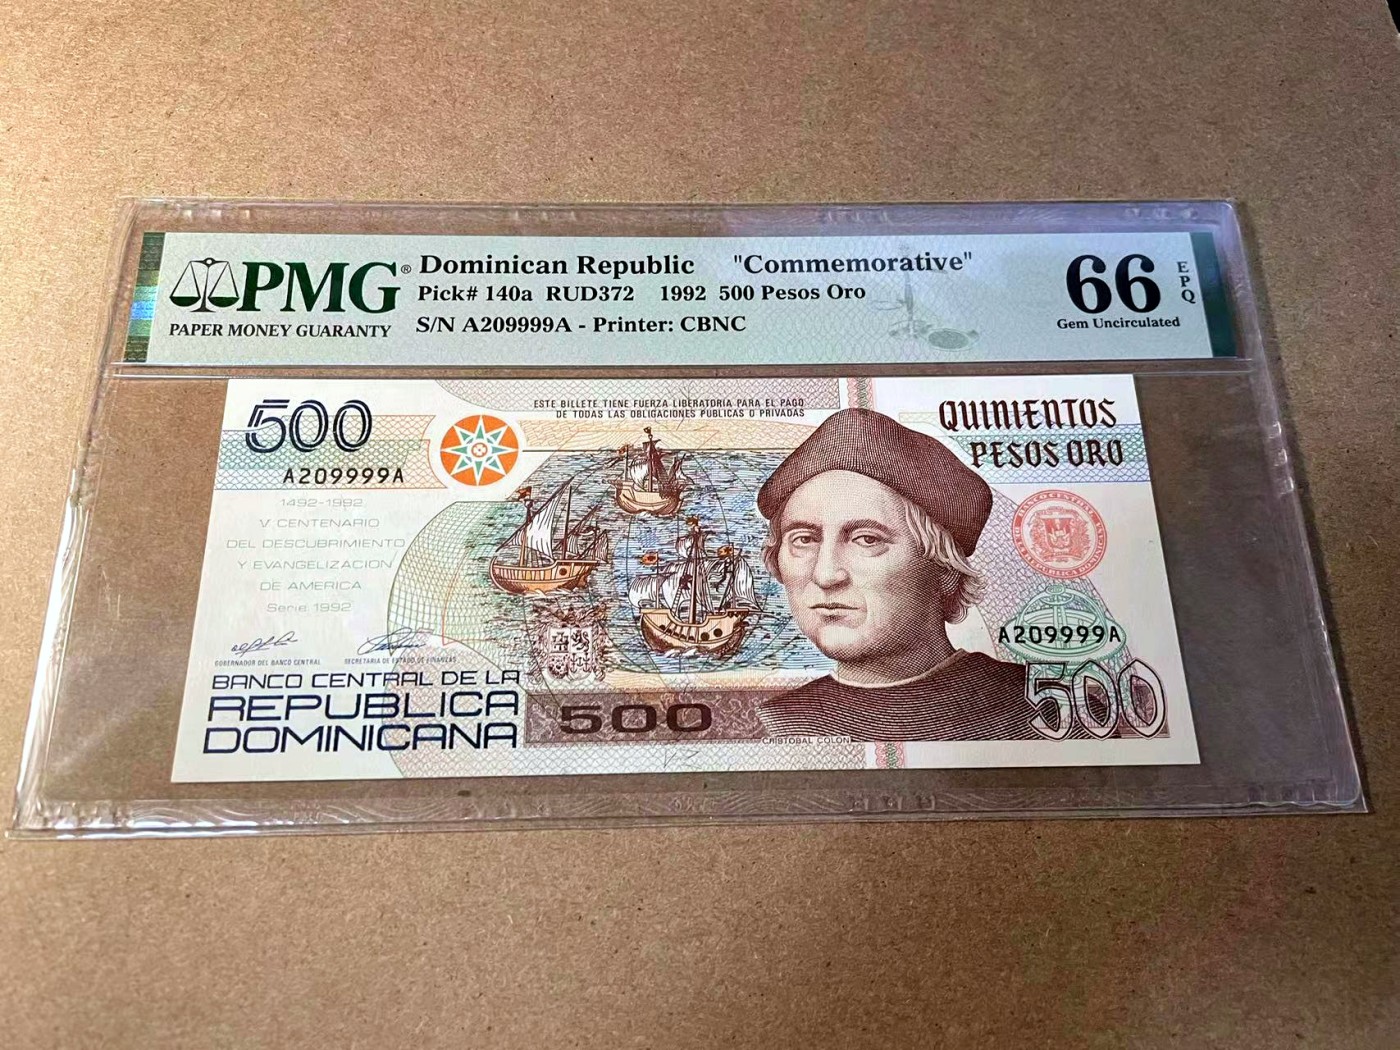 PMG® Dominican Republic "Commemorative" 66 EPQ
PAPER MONEY GUARANTY Pick# 140a RUD372 1992 500 Pesos Oro Gem Uncirculated
S/N A209999A - Printer: CBNC
ESTE BILLETE TIENE FUERZA LIBERATORIA PARA EL PAGO
DE TODAS LAS OBLIGACIONES PUBLICAS O PRIVADAS
500
QUINIENTOS
PESOS ORO
A209999A
1492-1992
V CENTENARIO
DEL DESCUBRIMIENTO
Y EVANGELIZACION
DE AMERICA
Serie 1992
A209999A
GOBERNADOR DEL BANCO CENTRAL SECRETARIA DE ESTADO DE FINANZAS
BANCO CENTRAL DE LA
REPUBLICA
DOMINICANA
500
500
CRISTOBAL COLON